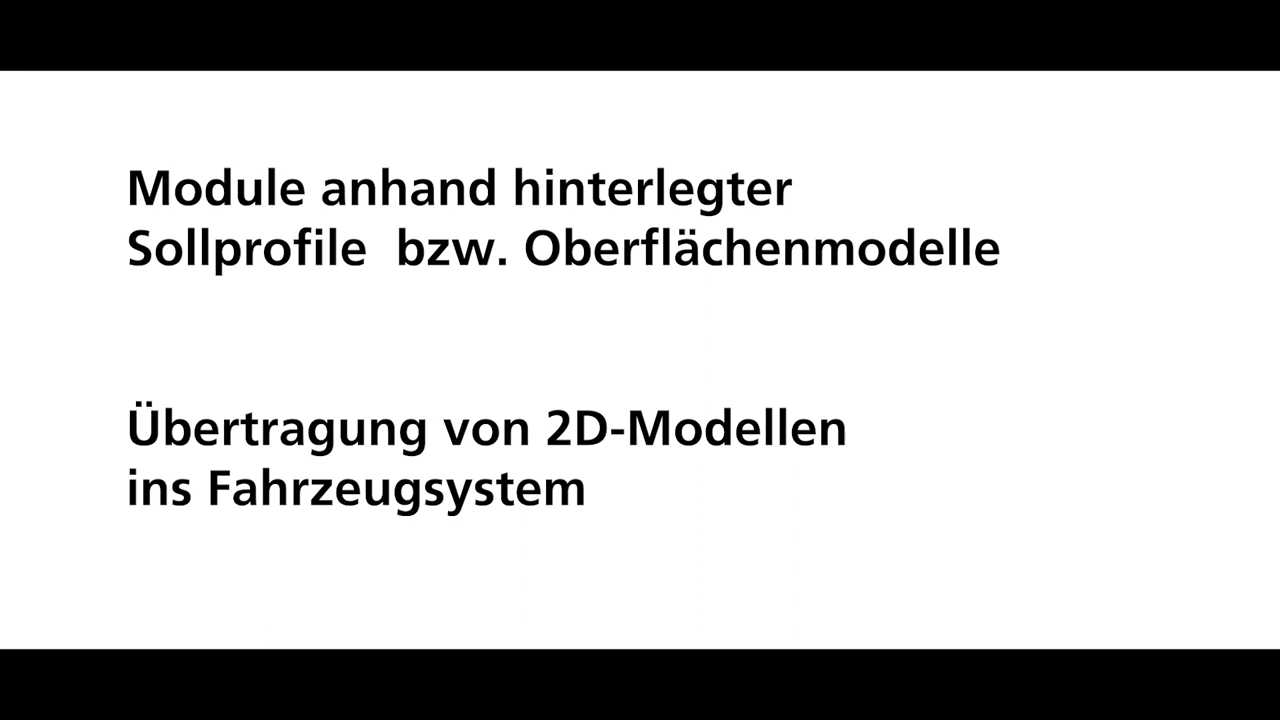 Module anhand hinterlegter
Sollprofile  bzw. Oberflächenmodelle
Übertragung von 2D-Modellen
ins Fahrzeugsystem